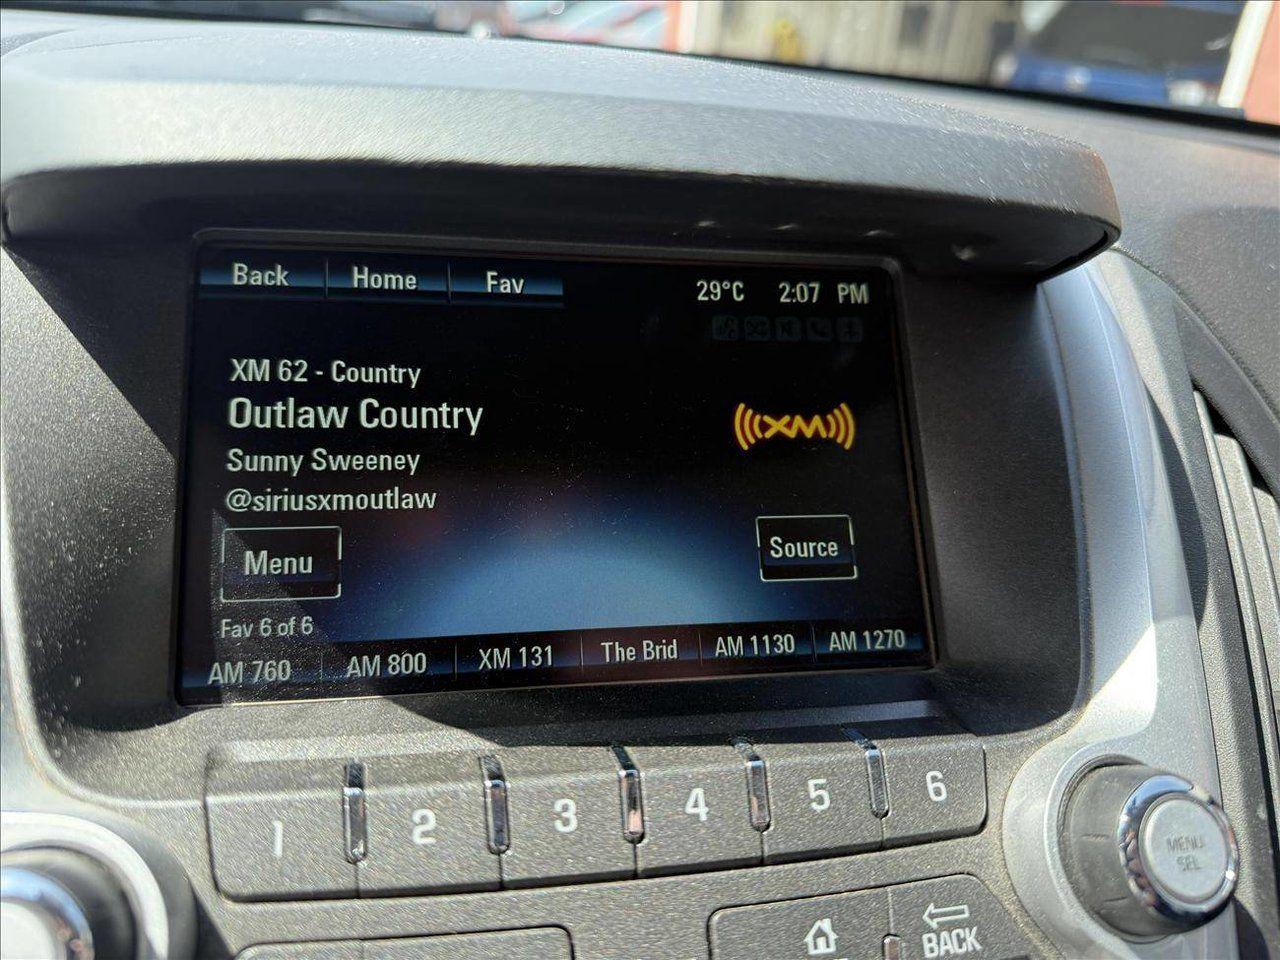 Back Home Fav 29°C 2:07 PM
XM 62 - Country
Outlaw Country
XM
Sunny Sweeney
@siriusxmoutlaw
Menu Source
Fav 6 of 6
AM 760 AM 800 XM 131 The Brid AM 1130 AM 1270
1 2 3 4 5 6
MENU
SEL
BACK